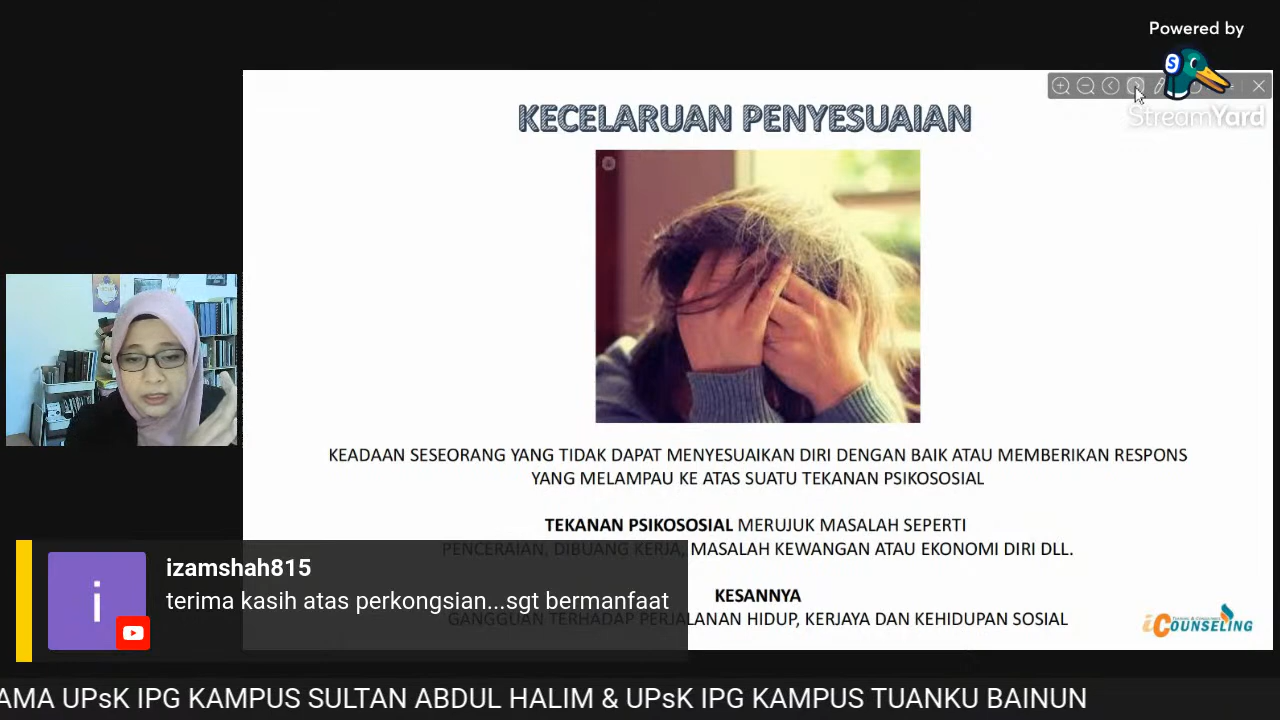 Powered by
StreamYard
KECELARUAN PENYESUAIAN
KEADAAN SESEORANG YANG TIDAK DAPAT MENYESUAIKAN DIRI DENGAN BAIK ATAU MEMBERIKAN RESPONS
YANG MELAMPAU KE ATAS SUATU TEKANAN PSIKOSOSIAL
TEKANAN PSIKOSOSIAL MERUJUK MASALAH SEPERTI
PENCERAIAN, DIBUANG KERJA, MASALAH KEWANGAN ATAU EKONOMI DIRI DLL.
KESANNYA
GANGGUAN TERHADAP PERJALANAN HIDUP, KERJAYA DAN KEHIDUPAN SOSIAL
iCOUNSELING
i
izamshah815
terima kasih atas perkongsian...sgt bermanfaat
AMA UPsK IPG KAMPUS SULTAN ABDUL HALIM & UPsK IPG KAMPUS TUANKU BAINUN